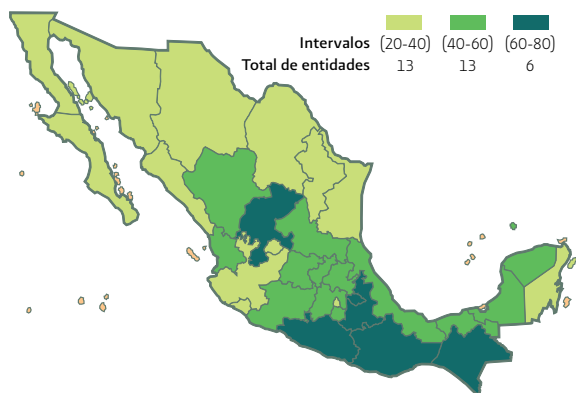 Intervalos (20-40) (40-60) (60-80)
Total de entidades 13 13 6